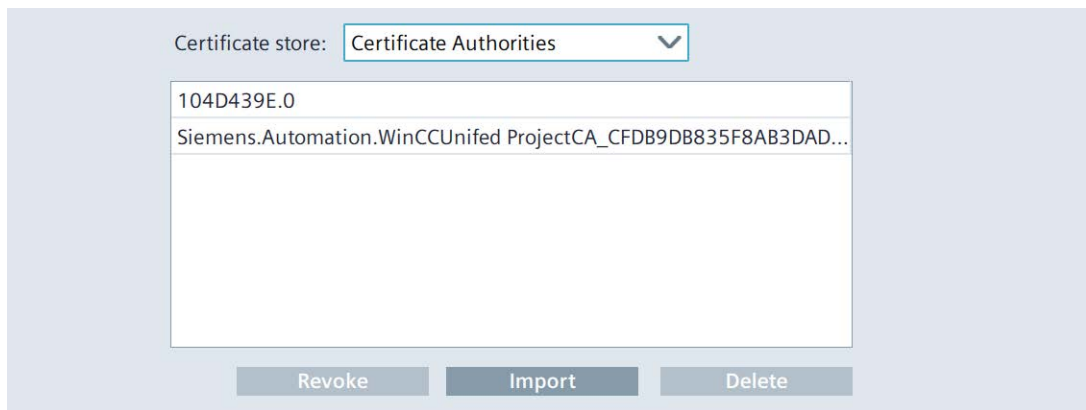 Certificate store: Certificate Authorities
104D439E.0
Siemens.Automation.WinCCUnifed ProjectCA_CFDB9DB835F8AB3DAD...
Revoke Import Delete